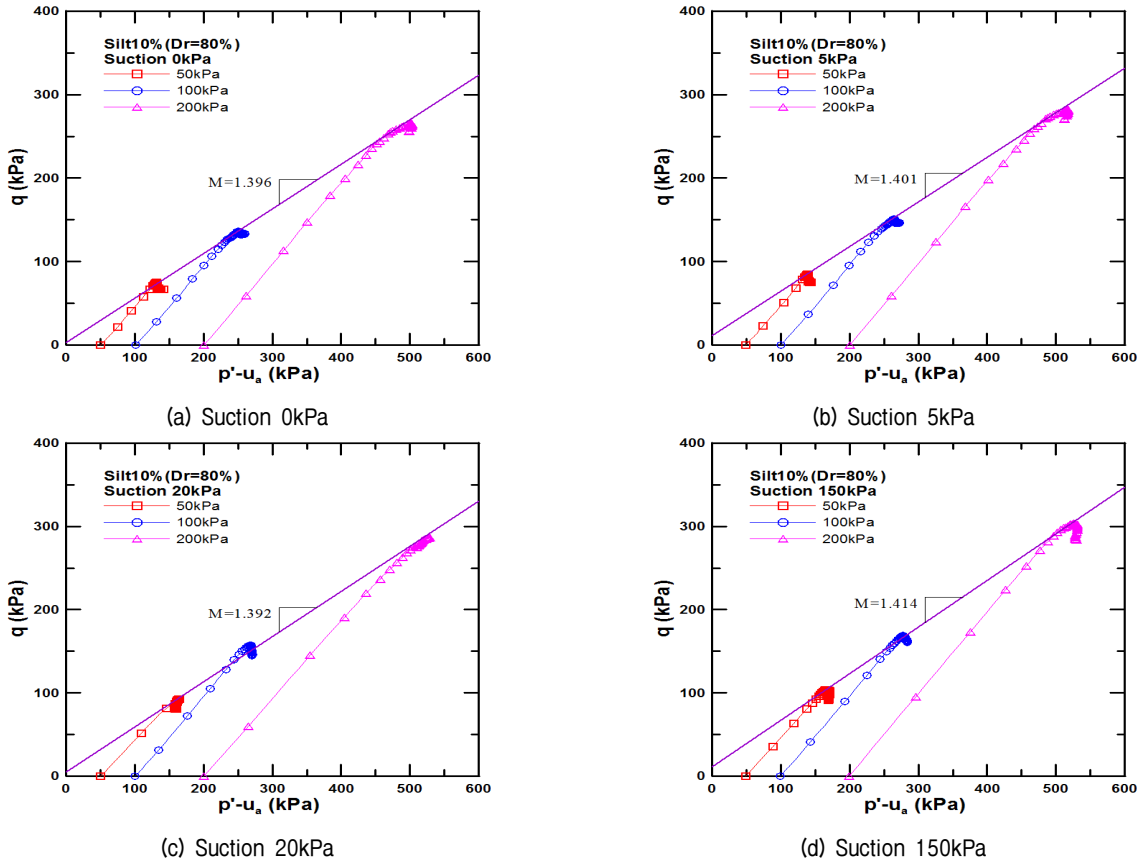 400
300
200
100
0
q (kPa)
Silt10%(Dr=80%)
Suction 0kPa
50kPa
100kPa
200kPa
M=1.396
0 100 200 300 400 500 600
p'-uₐ (kPa)
(a) Suction 0kPa
400
300
200
100
0
q (kPa)
Silt10%(Dr=80%)
Suction 5kPa
50kPa
100kPa
200kPa
M=1.401
0 100 200 300 400 500 600
p'-uₐ (kPa)
(b) Suction 5kPa
400
300
200
100
0
q (kPa)
Silt10%(Dr=80%)
Suction 20kPa
50kPa
100kPa
200kPa
M=1.392
0 100 200 300 400 500 600
p'-uₐ (kPa)
(c) Suction 20kPa
400
300
200
100
0
q (kPa)
Silt10%(Dr=80%)
Suction 150kPa
50kPa
100kPa
200kPa
M=1.414
0 100 200 300 400 500 600
p'-uₐ (kPa)
(d) Suction 150kPa